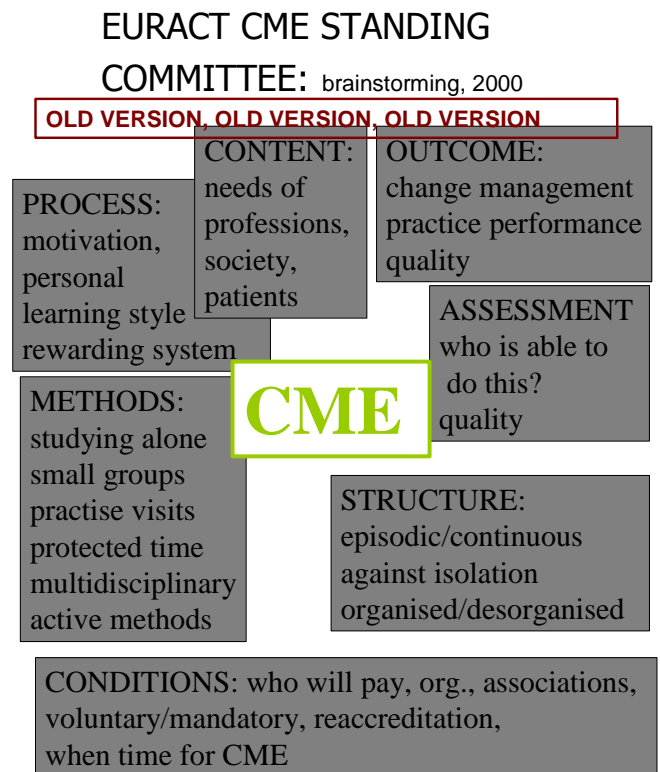 EURACT CME STANDING
COMMITTEE: brainstorming, 2000
OLD VERSION, OLD VERSION, OLD VERSION
PROCESS:
motivation,
personal
learning style
rewarding system
CONTENT:
needs of
professions,
society,
patients
OUTCOME:
change management
practice performance
quality
ASSESSMENT
who is able to
do this?
quality
CME
METHODS:
studying alone
small groups
practise visits
protected time
multidisciplinary
active methods
STRUCTURE:
episodic/continuous
against isolation
organised/desorganised
CONDITIONS: who will pay, org., associations,
voluntary/mandatory, reaccreditation,
when time for CME